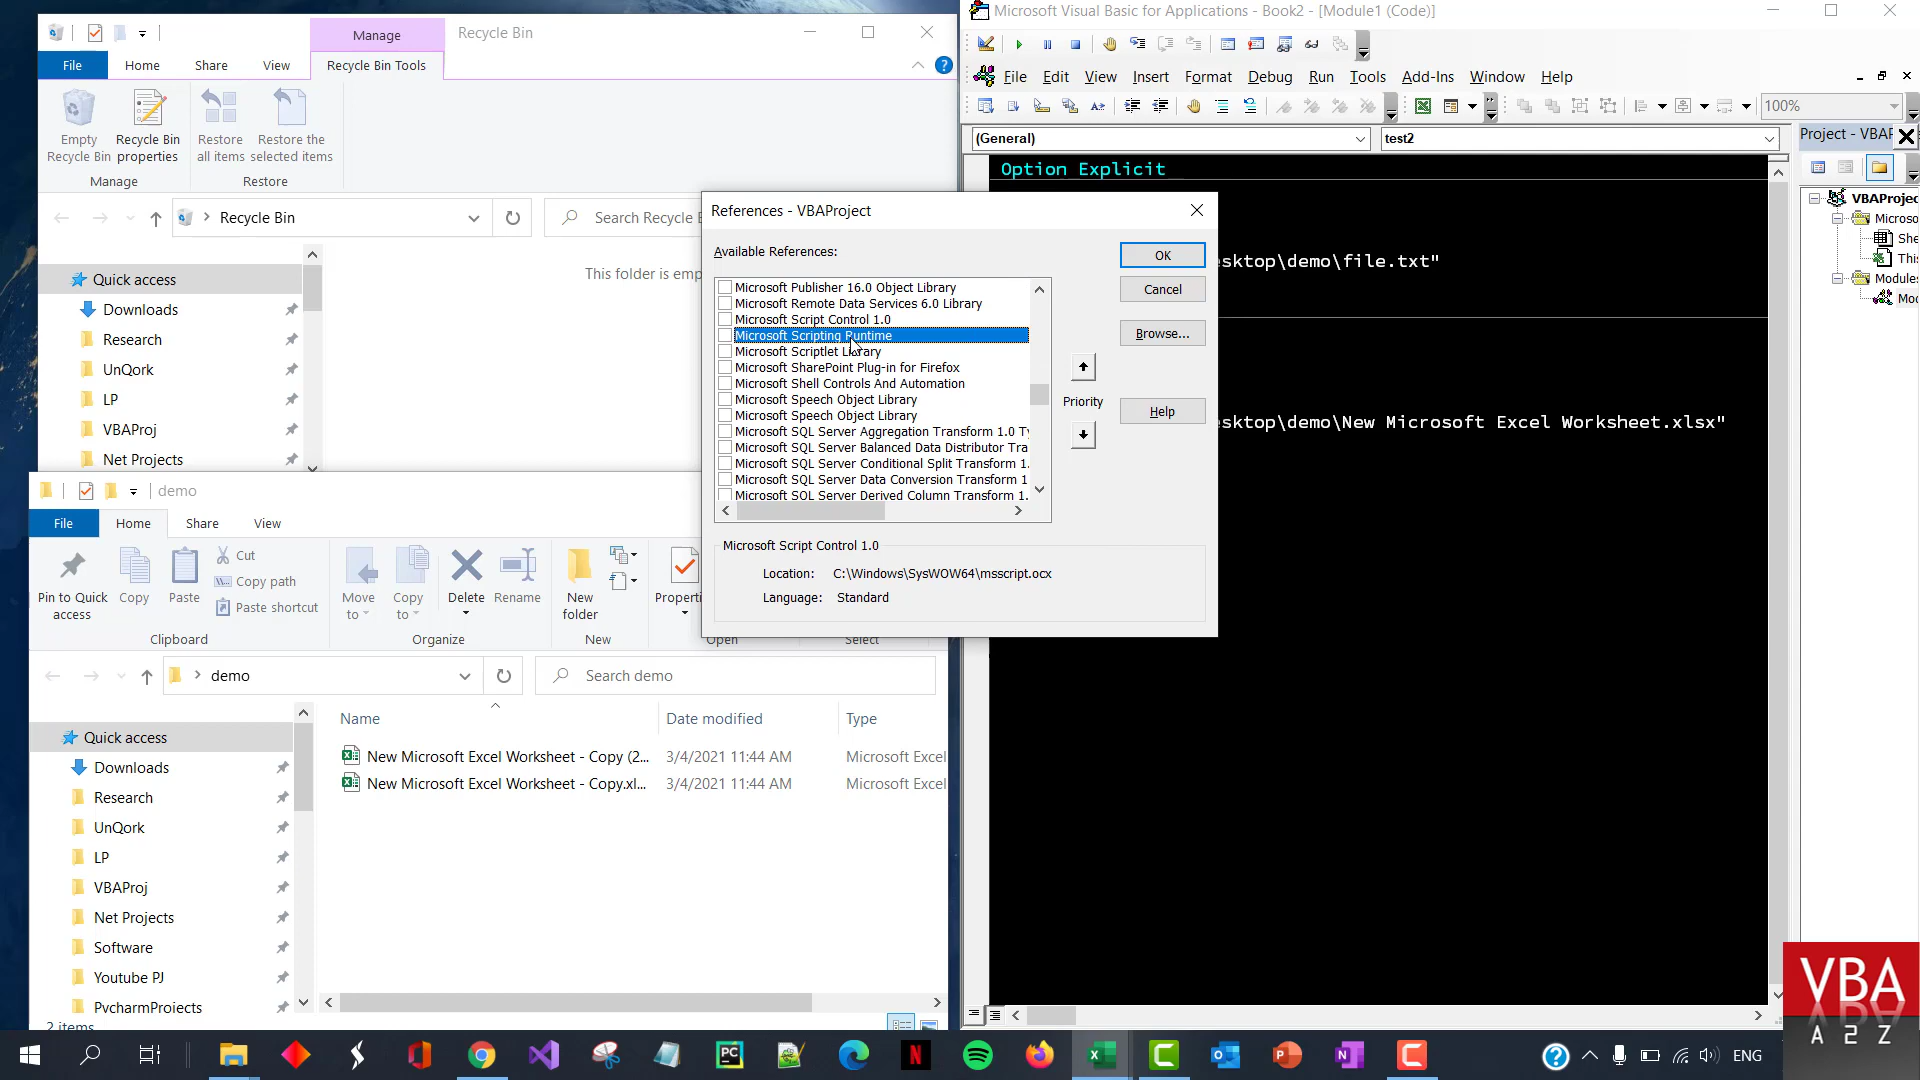 Manage
Recycle Bin
File
Home
Share
View
Recycle Bin Tools
Empty
Recycle Bin
Recycle Bin
properties
Restore
all items
Restore the
selected items
Manage
Restore
Recycle Bin
Search Recycle
Quick access
Downloads
Research
UnQork
LP
VBAProj
Net Projects
This folder is emp
demo
File
Home
Share
View
Pin to Quick
access
Copy
Paste
Cut
Copy path
Paste shortcut
Clipboard
Move
to
Copy
to
Delete
Rename
Organize
New
folder
New
Properti
Open
Select
demo
Search demo
Quick access
Downloads
Research
UnQork
LP
VBAProj
Net Projects
Software
Youtube PJ
PycharmProjects
2 items
Name
Date modified
Type
New Microsoft Excel Worksheet - Copy (2...
3/4/2021 11:44 AM
Microsoft Excel
New Microsoft Excel Worksheet - Copy.xl...
3/4/2021 11:44 AM
Microsoft Excel
References - VBAProject
Available References:
Microsoft Publisher 16.0 Object Library
Microsoft Remote Data Services 6.0 Library
Microsoft Script Control 1.0
Microsoft Scripting Runtime
Microsoft Scriptlet Library
Microsoft SharePoint Plug-in for Firefox
Microsoft Shell Controls And Automation
Microsoft Speech Object Library
Microsoft Speech Object Library
Microsoft SQL Server Aggregation Transform 1.0 Ty
Microsoft SQL Server Balanced Data Distributor Tra
Microsoft SQL Server Conditional Split Transform 1.
Microsoft SQL Server Data Conversion Transform 1
Microsoft SQL Server Derived Column Transform 1.
OK
Cancel
Browse...
Priority
Help
Microsoft Script Control 1.0
Location: C:\Windows\SysWOW64\msscript.ocx
Language: Standard
Microsoft Visual Basic for Applications - Book2 - [Module1 (Code)]
File Edit View Insert Format Debug Run Tools Add-Ins Window Help
100%
(General)
test2
Option Explicit
sktop\demo\file.txt"
sktop\demo\New Microsoft Excel Worksheet.xlsx"
Project - VBAP
VBAProjec
Microso
She
Thi
Modules
Mod
VBA
A 2 Z
ENG